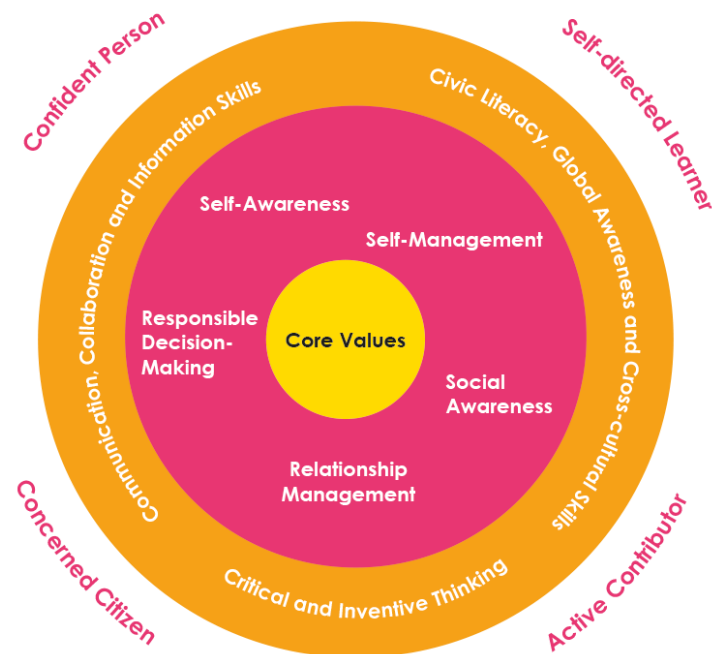 Confident Person
Self-directed Learner
Communication, Collaboration and Information Skills
Civic Literacy, Global Awareness and Cross-cultural Skills
Self-Awareness
Self-Management
Responsible
Decision-
Making
Core Values
Social
Awareness
Relationship
Management
Critical and Inventive Thinking
Concerned Citizen
Active Contributor